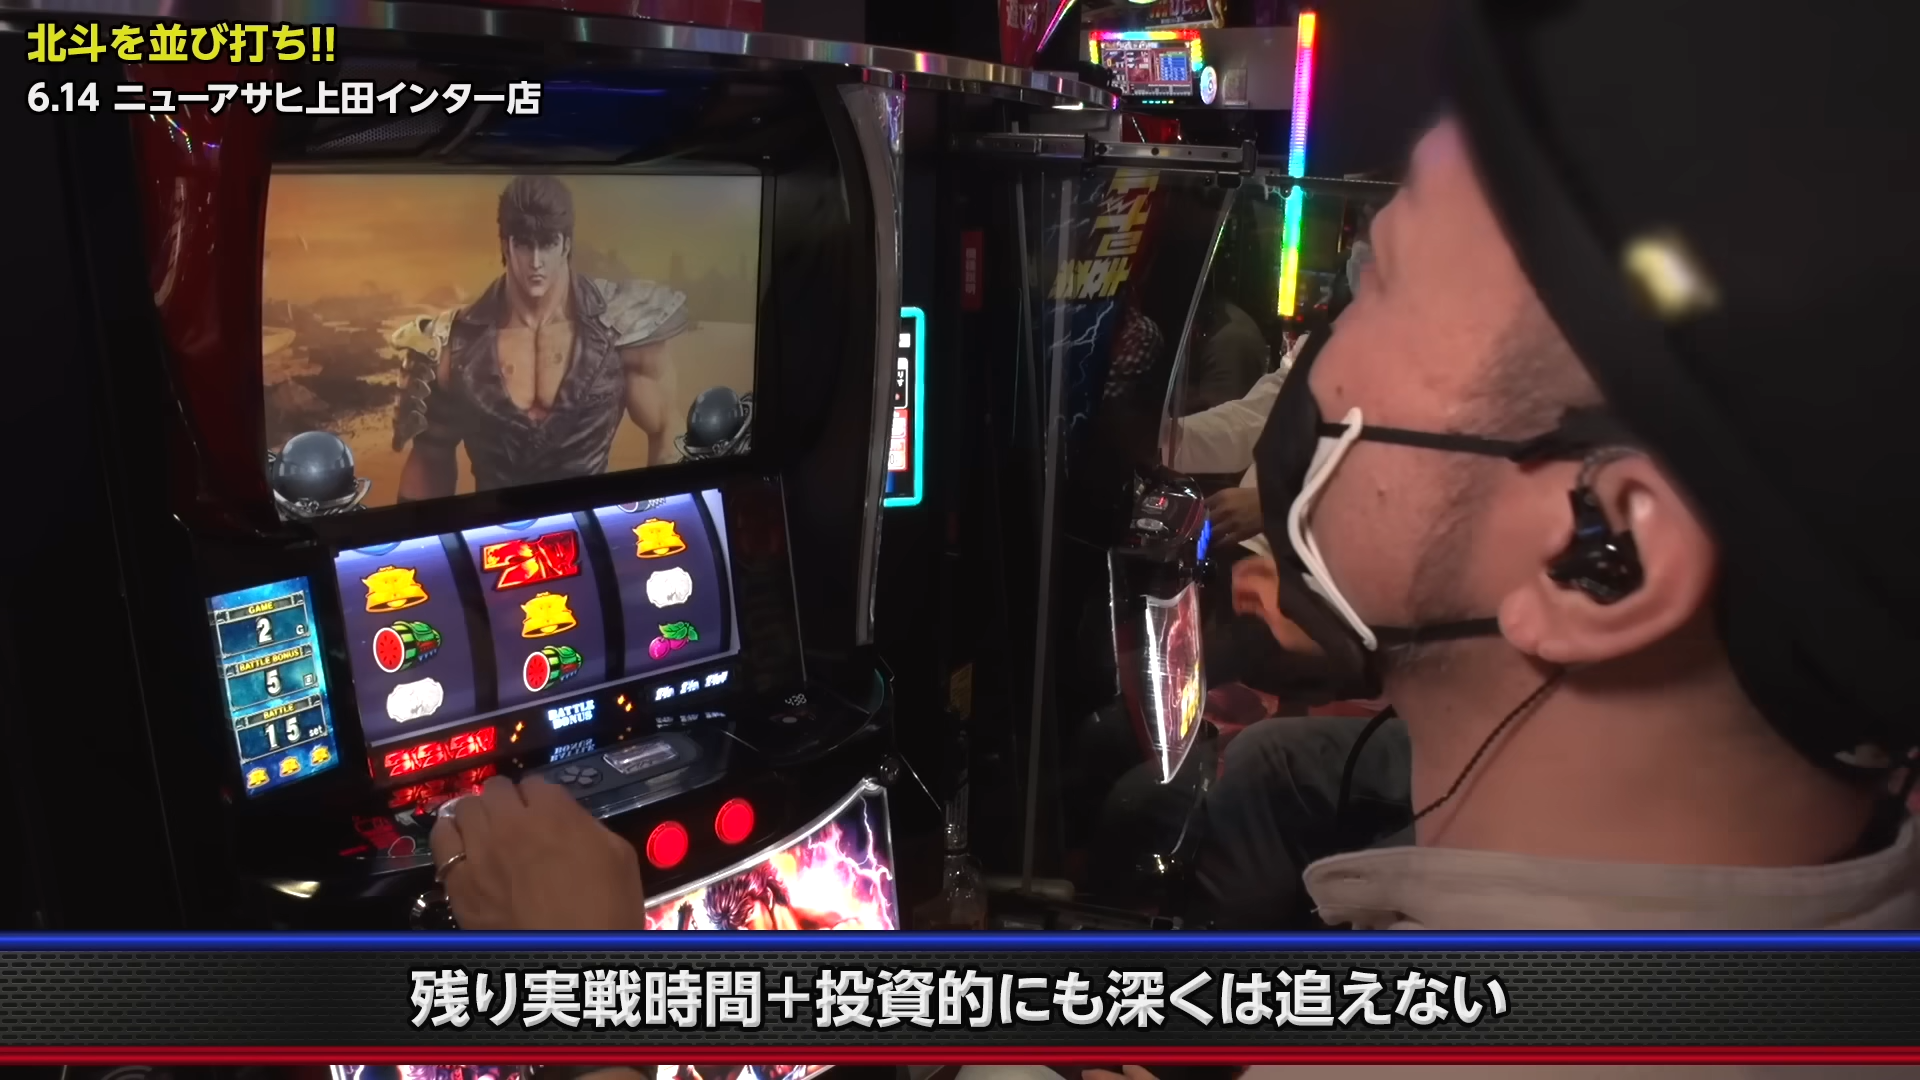 北斗を並び打ち!!
6.14 ニューアサヒ上田インター店
GAME
2 G
BATTLE BONUS
5
BATTLE
15 set
BATTLE
BONUS
残り実戦時間＋投資的にも深くは追えない